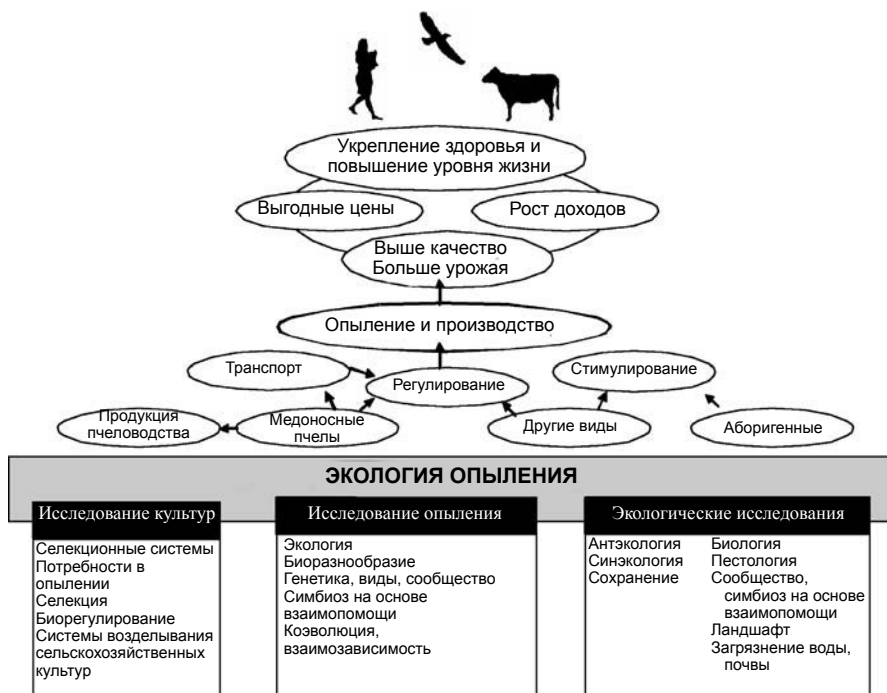 Укрепление здоровья и
повышение уровня жизни
Выгодные цены
Рост доходов
Выше качество
Больше урожая
Опыление и производство
Транспорт
Регулирование
Стимулирование
Продукция
пчеловодства
Медоносные
пчелы
Другие виды
Аборигенные
ЭКОЛОГИЯ ОПЫЛЕНИЯ
Исследование культур
Селекционные системы
Потребности в
опылении
Селекция
Биорегулирование
Системы возделывания
сельскохозяйственных
культур
Исследование опыления
Экология
Биоразнообразие
Генетика, виды, сообщество
Симбиоз на основе
взаимопомощи
Коэволюция,
взаимозависимость
Экологические исследования
Антэкология
Синэкология
Сохранение
Биология
Пестология
Сообщество,
симбиоз на основе
взаимопомощи
Ландшафт
Загрязнение воды,
почвы